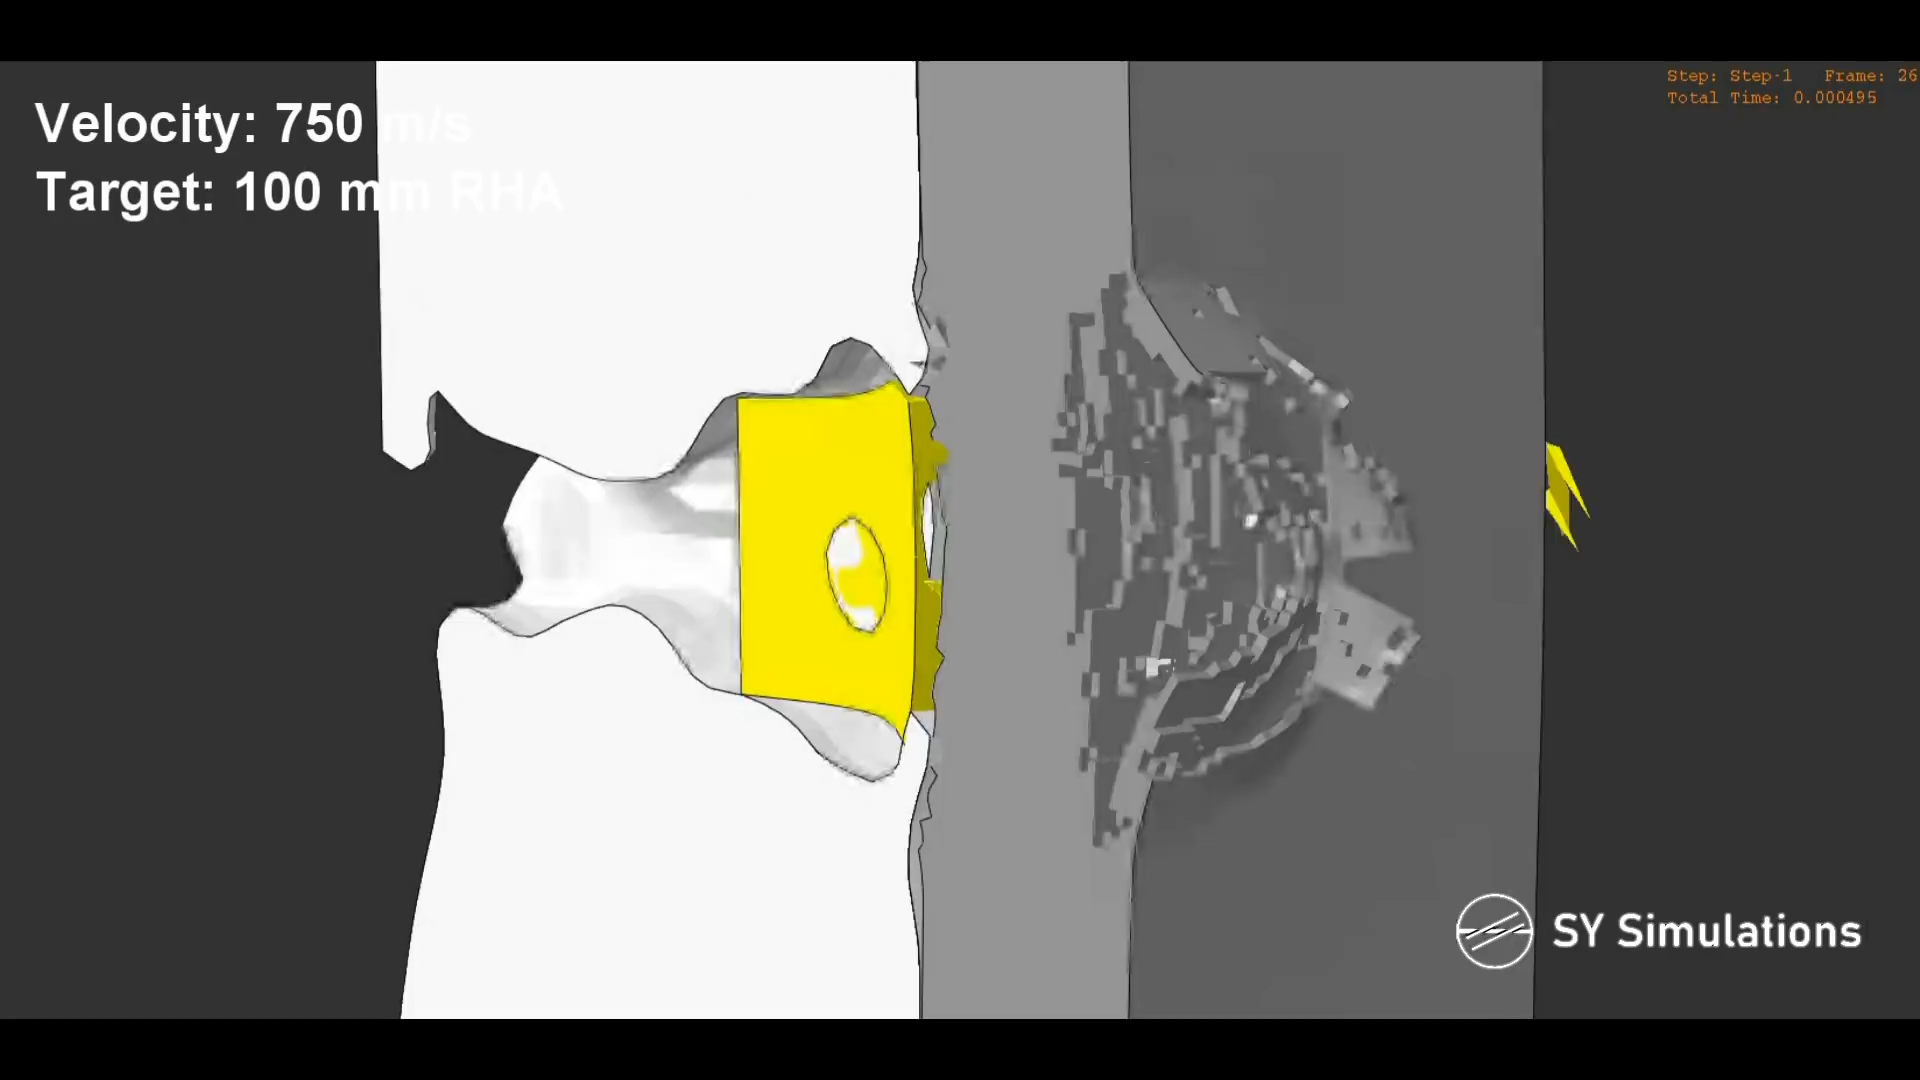 Velocity: 750 m/s
Target: 100 mm RHA
Step: Step-1 Frame: 26
Total Time: 0.000495
SY Simulations